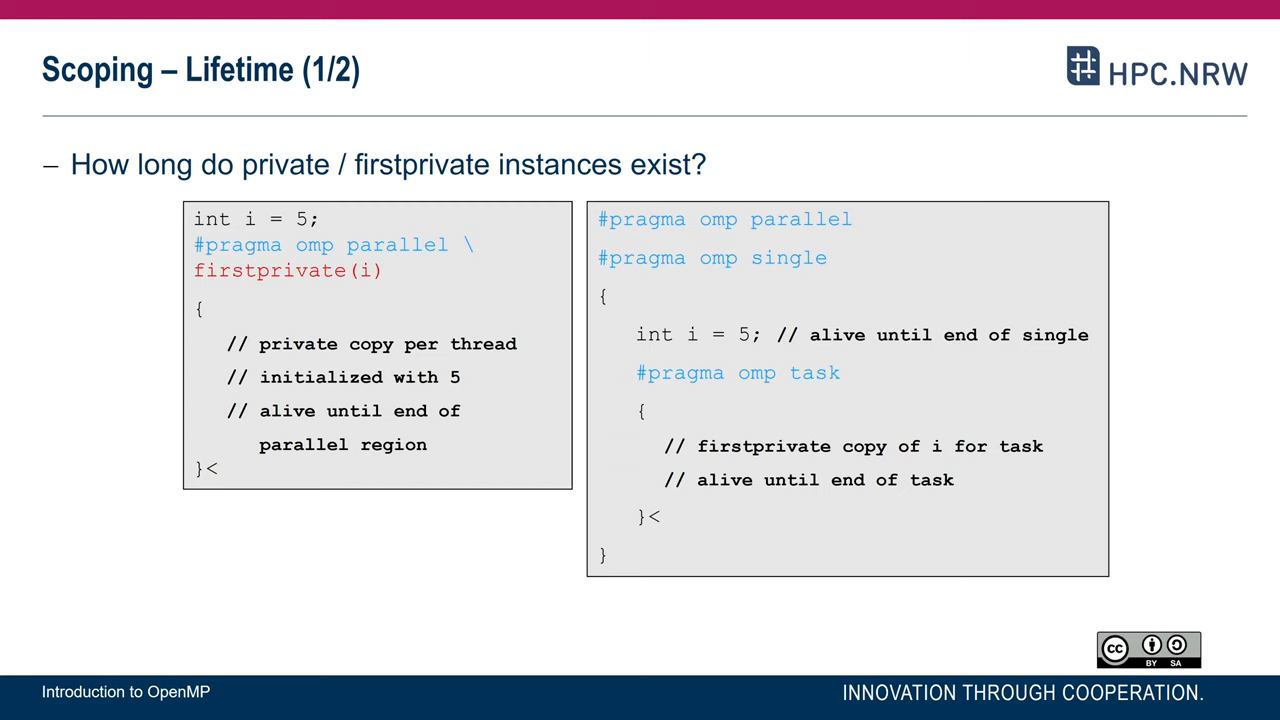 Scoping – Lifetime (1/2)
HPC.NRW
– How long do private / firstprivate instances exist?
int i = 5;
#pragma omp parallel \
firstprivate(i)
{
// private copy per thread
// initialized with 5
// alive until end of
parallel region
}<
#pragma omp parallel
#pragma omp single
{
int i = 5; // alive until end of single
#pragma omp task
{
// firstprivate copy of i for task
// alive until end of task
}<
}
cc
BY SA
Introduction to OpenMP
INNOVATION THROUGH COOPERATION.